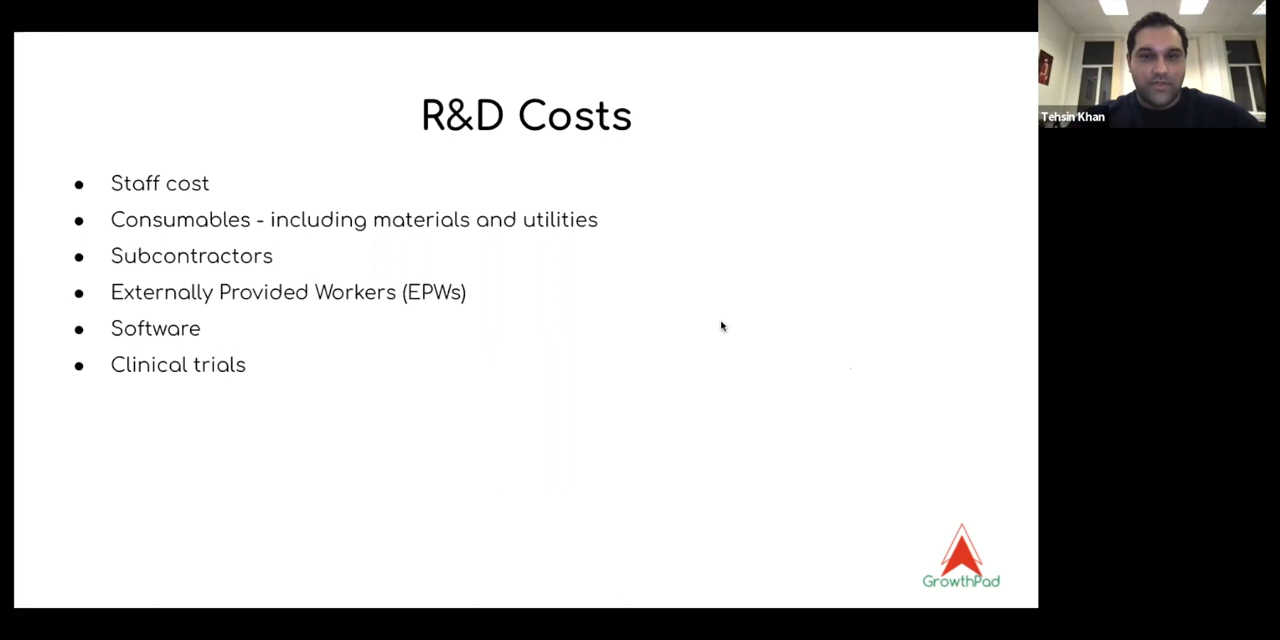 R&D Costs
● Staff cost
● Consumables - including materials and utilities
● Subcontractors
● Externally Provided Workers (EPWs)
● Software
● Clinical trials
GrowthPad
Tehsin Khan